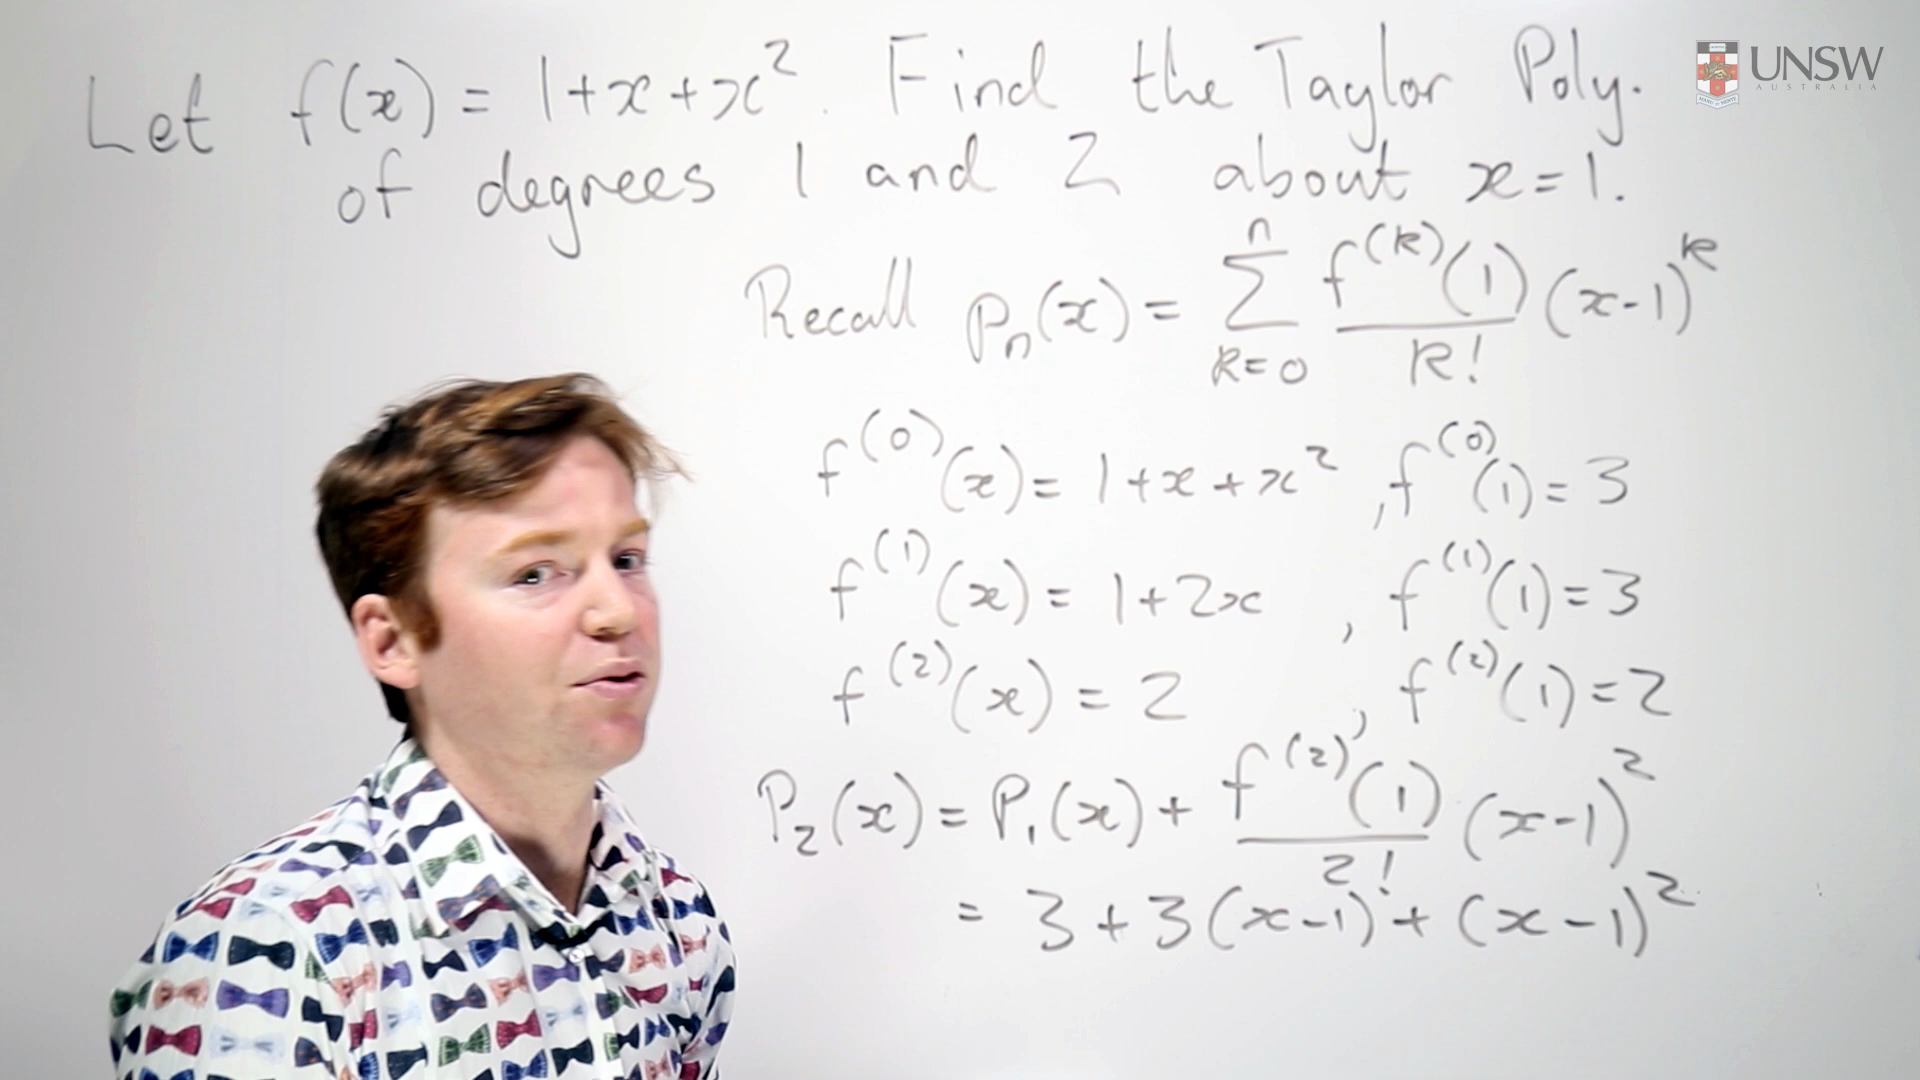 UNSW
AUSTRALIA
Let f(x) = 1+x+x². Find the Taylor Poly.
of degrees 1 and 2 about x=1.
Recall Pₙ(x) = ∑_{k=0}^{n} \frac{f^{(k)}(1)}{k!} (x-1)^k
f^{(0)}(x) = 1+x+x², f^{(0)}(1) = 3
f^{(1)}(x) = 1+2x, f^{(1)}(1) = 3
f^{(2)}(x) = 2, f^{(2)}(1) = 2
P₂(x) = P₁(x) + \frac{f^{(2)}(1)}{2!} (x-1)²
= 3+3(x-1)+(x-1)²